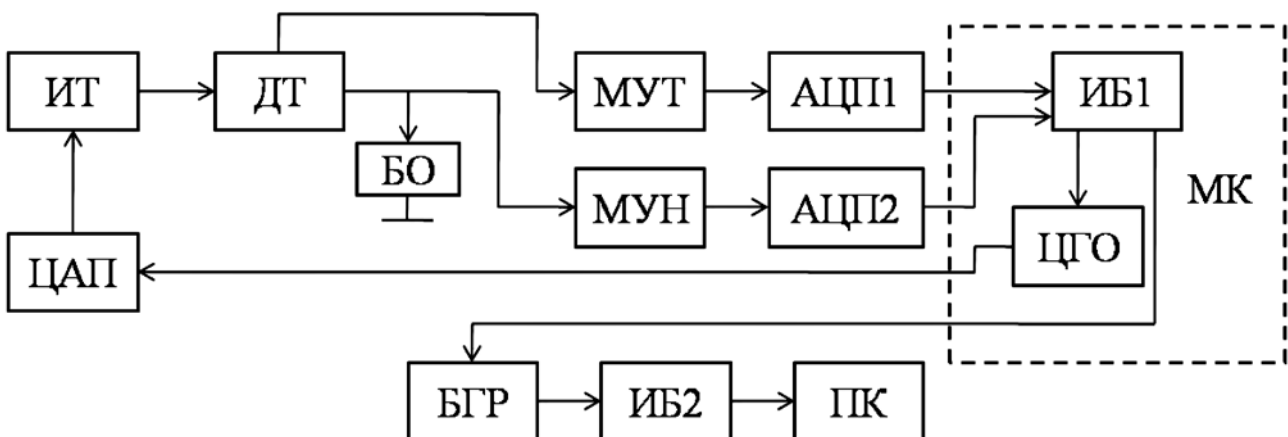 ИТ
ДТ
МУТ
АЦП1
ИБ1
БО
МУН
АЦП2
МК
ЦАП
ЦГО
БГР
ИБ2
ПК